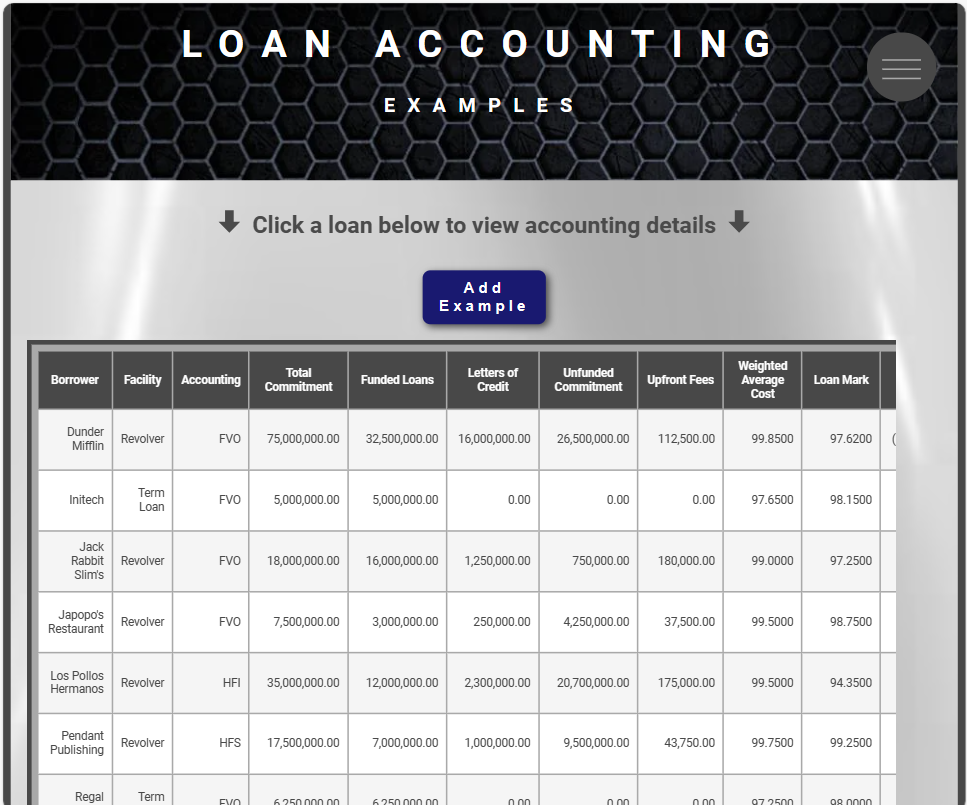 LOAN ACCOUNTING
EXAMPLES
Click a loan below to view accounting details
Add
Example
Borrower Facility Accounting Total Commitment Funded Loans Letters of Credit Unfunded Commitment Upfront Fees Weighted Average Cost Loan Mark
Dunder Mifflin Revolver FVO 75,000,000.00 32,500,000.00 16,000,000.00 26,500,000.00 112,500.00 99.8500 97.6200 (
Initech Term Loan FVO 5,000,000.00 5,000,000.00 0.00 0.00 0.00 97.6500 98.1500
Jack Rabbit Slim's Revolver FVO 18,000,000.00 16,000,000.00 1,250,000.00 750,000.00 180,000.00 99.0000 97.2500
Japopo's Restaurant Revolver FVO 7,500,000.00 3,000,000.00 250,000.00 4,250,000.00 37,500.00 99.5000 98.7500
Los Pollos Hermanos Revolver HFI 35,000,000.00 12,000,000.00 2,300,000.00 20,700,000.00 175,000.00 99.5000 94.3500
Pendant Publishing Revolver HFS 17,500,000.00 7,000,000.00 1,000,000.00 9,500,000.00 43,750.00 99.7500 99.2500
Regal Term FVO 6,250,000.00 6,250,000.00 0.00 0.00 0.00 97.2500 98.0000